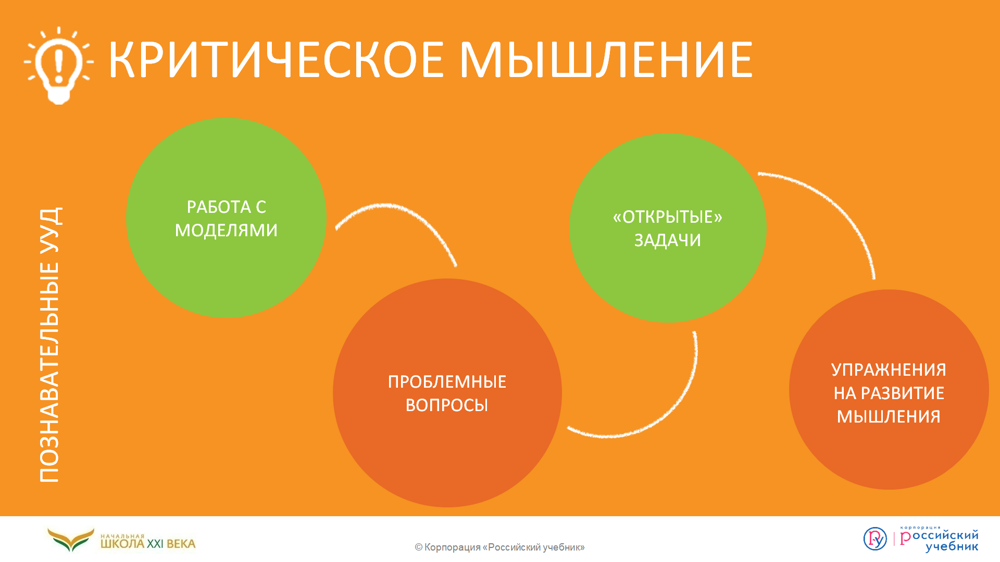 КРИТИЧЕСКОЕ МЫШЛЕНИЕ
ПОЗНАВАТЕЛЬНЫЕ УУД
РАБОТА С
МОДЕЛЯМИ
ПРОБЛЕМНЫЕ
ВОПРОСЫ
«ОТКРЫТЫЕ»
ЗАДАЧИ
УПРАЖНЕНИЯ
НА РАЗВИТИЕ
МЫШЛЕНИЯ
НАЧАЛЬНАЯ
ШКОЛА XXI ВЕКА
© Корпорация «Российский учебник»
РУ
корпорация
российский
учебник